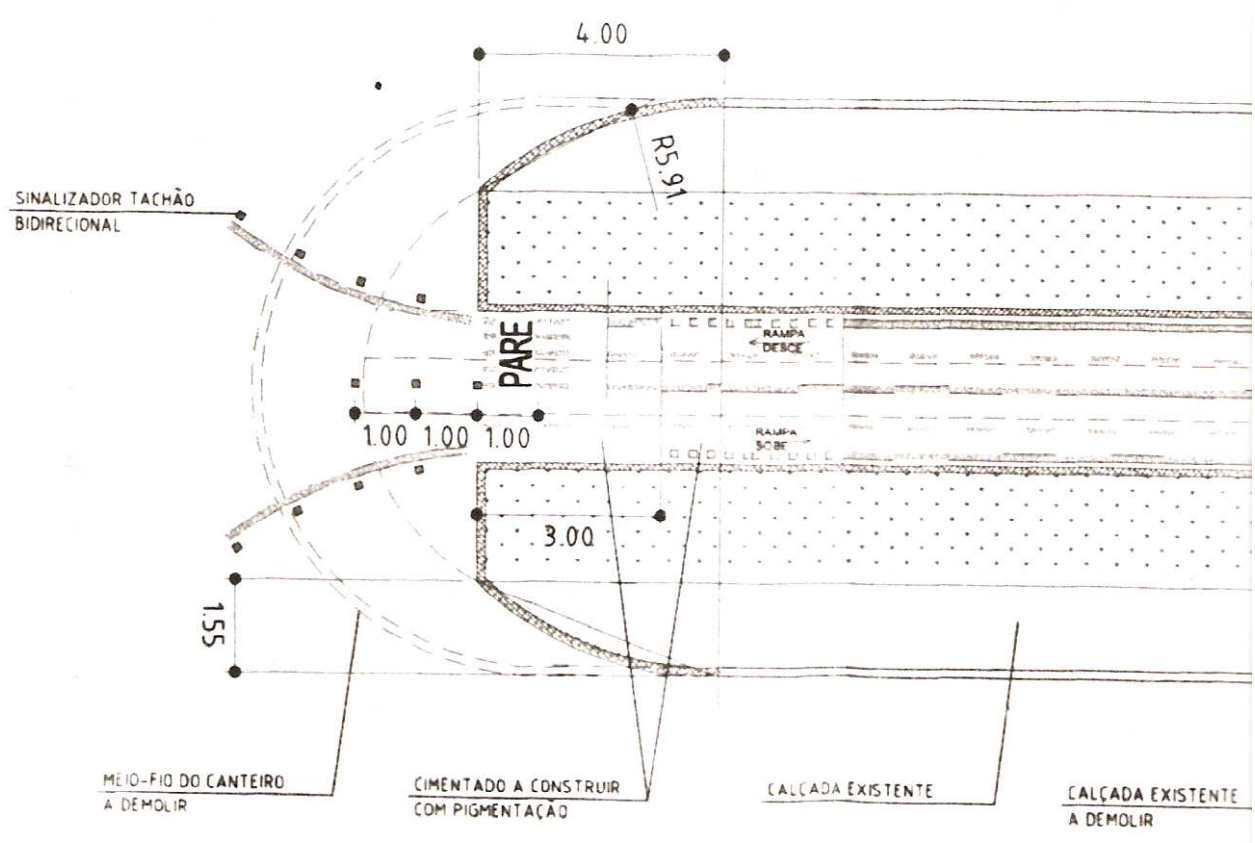 4.00
R5.91
SINALIZADOR TACHÃO
BIDIRECIONAL
PARE
RAMPA
DESCE
1.00 1.00 1.00
RAMPA
SOBE
3.00
1.55
MEIO-FIO DO CANTEIRO
A DEMOLIR
CIMENTADO A CONSTRUIR
COM PIGMENTAÇÃO
CALÇADA EXISTENTE
CALÇADA EXISTENTE
A DEMOLIR